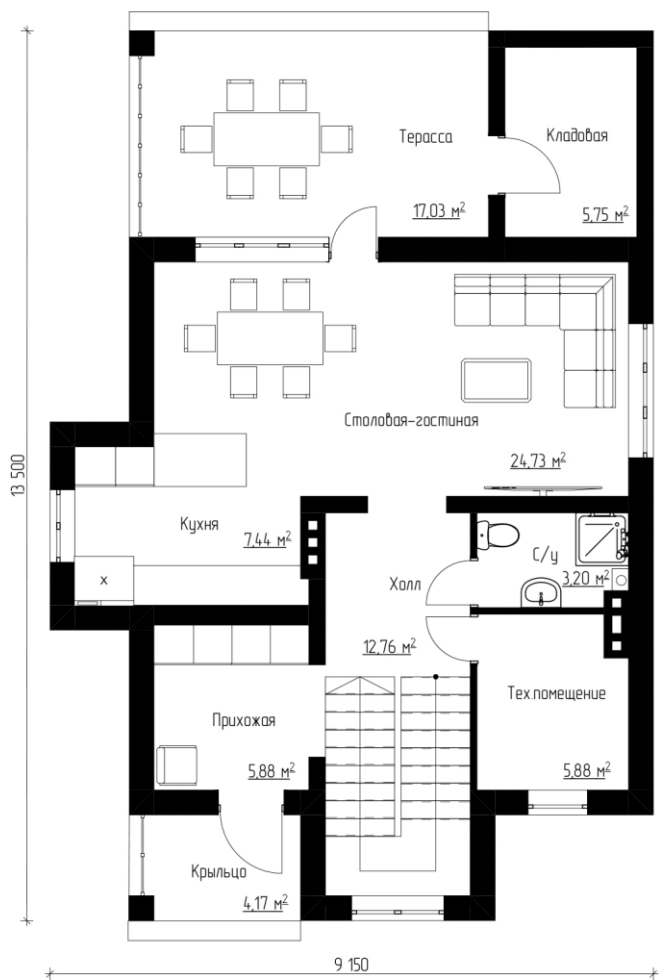 Терасса
17,03 м²
Кладовая
5,75 м²
Столовая-гостиная
24,73 м²
13 500
Кухня
7,44 м²
x
С/у
3,20 м²
Холл
12,76 м²
Тех.помещение
5,88 м²
Прихожая
5,88 м²
Крыльцо
4,17 м²
9 150